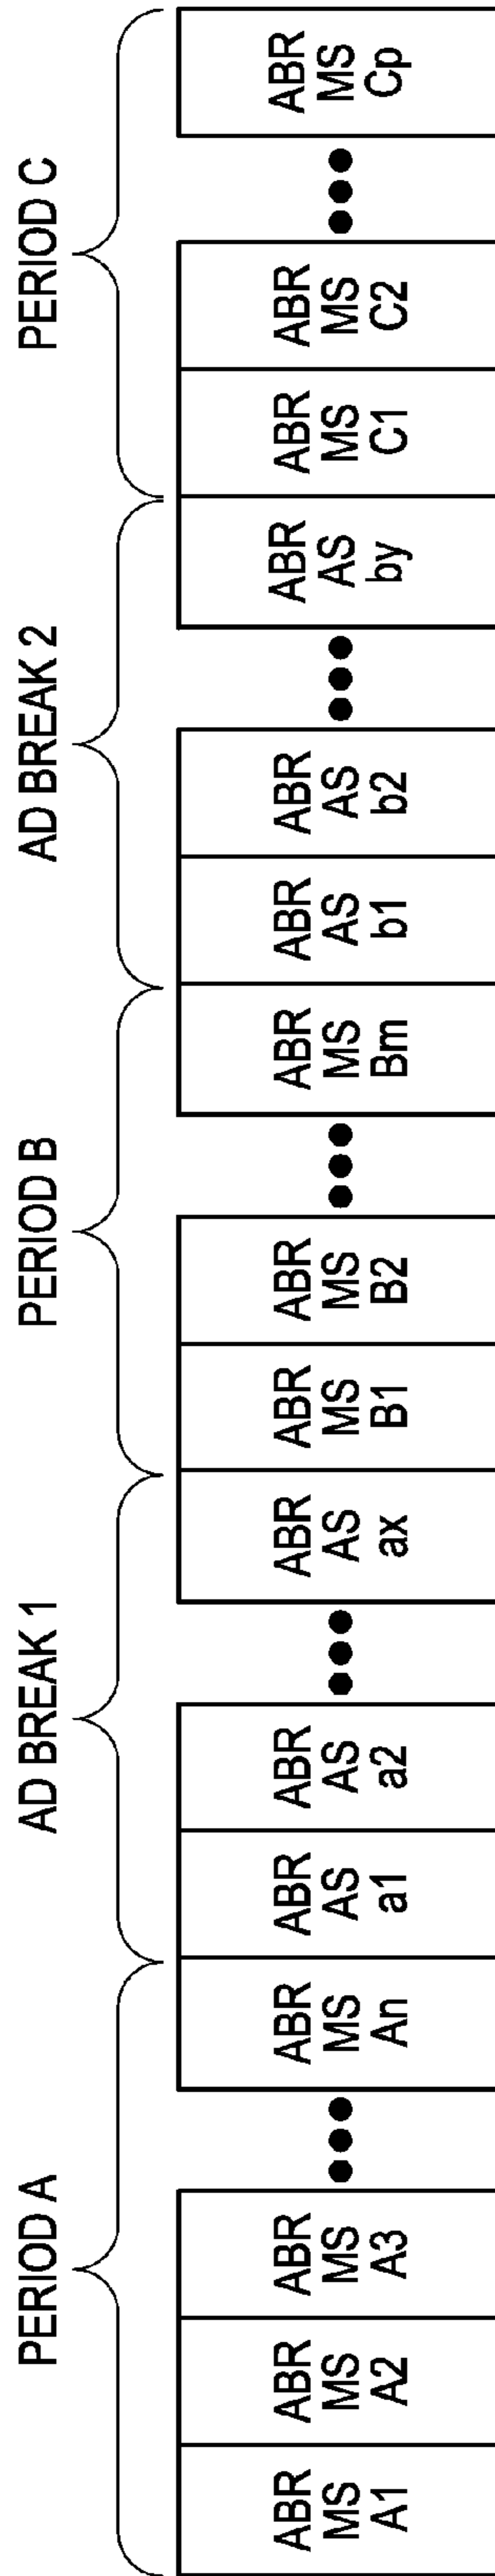 PERIOD A
AD BREAK 1
PERIOD B
AD BREAK 2
PERIOD C
ABR
MS
A1
ABR
MS
A2
ABR
MS
A3
ABR
MS
An
ABR
AS
a1
ABR
AS
a2
ABR
AS
ax
ABR
MS
B1
ABR
MS
B2
ABR
MS
Bm
ABR
AS
b1
ABR
AS
b2
ABR
AS
by
ABR
MS
C1
ABR
MS
C2
ABR
MS
Cp